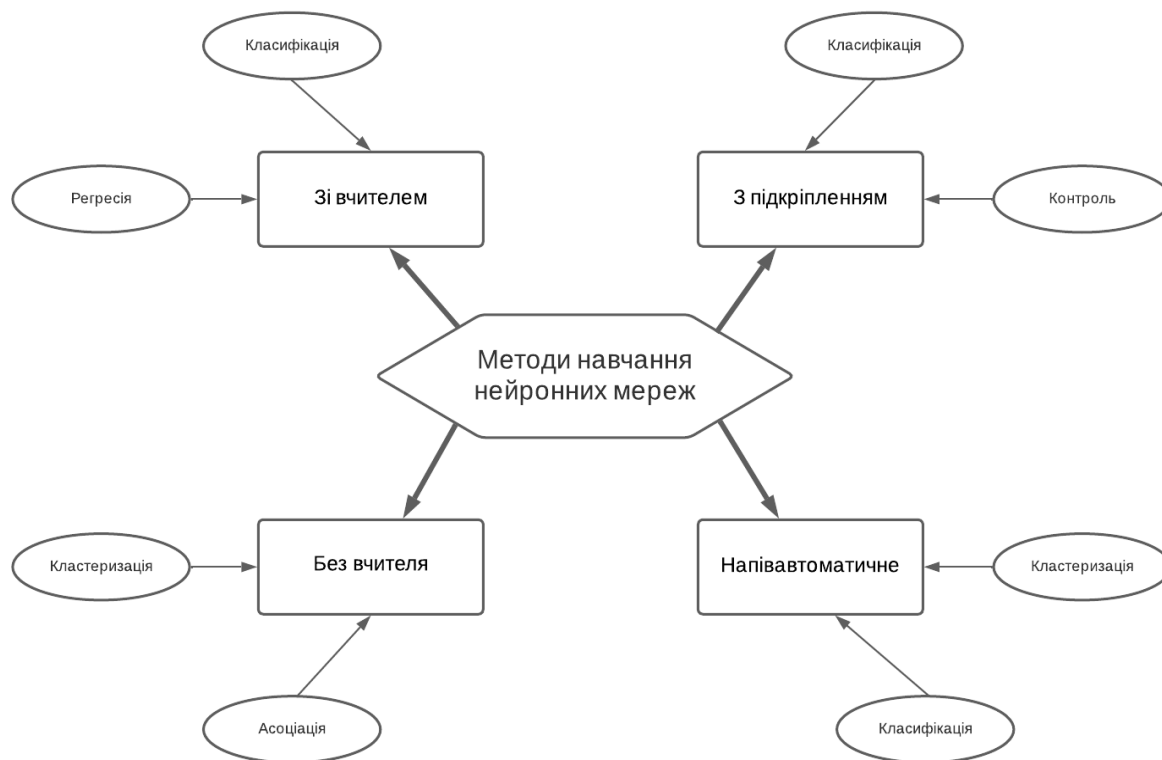 Класифікація
Класифікація
Регресія
Зі вчителем
З підкріпленням
Контроль
Методи навчання
нейронних мереж
Кластеризація
Без вчителя
Напівавтоматичне
Кластеризація
Асоціація
Класифікація